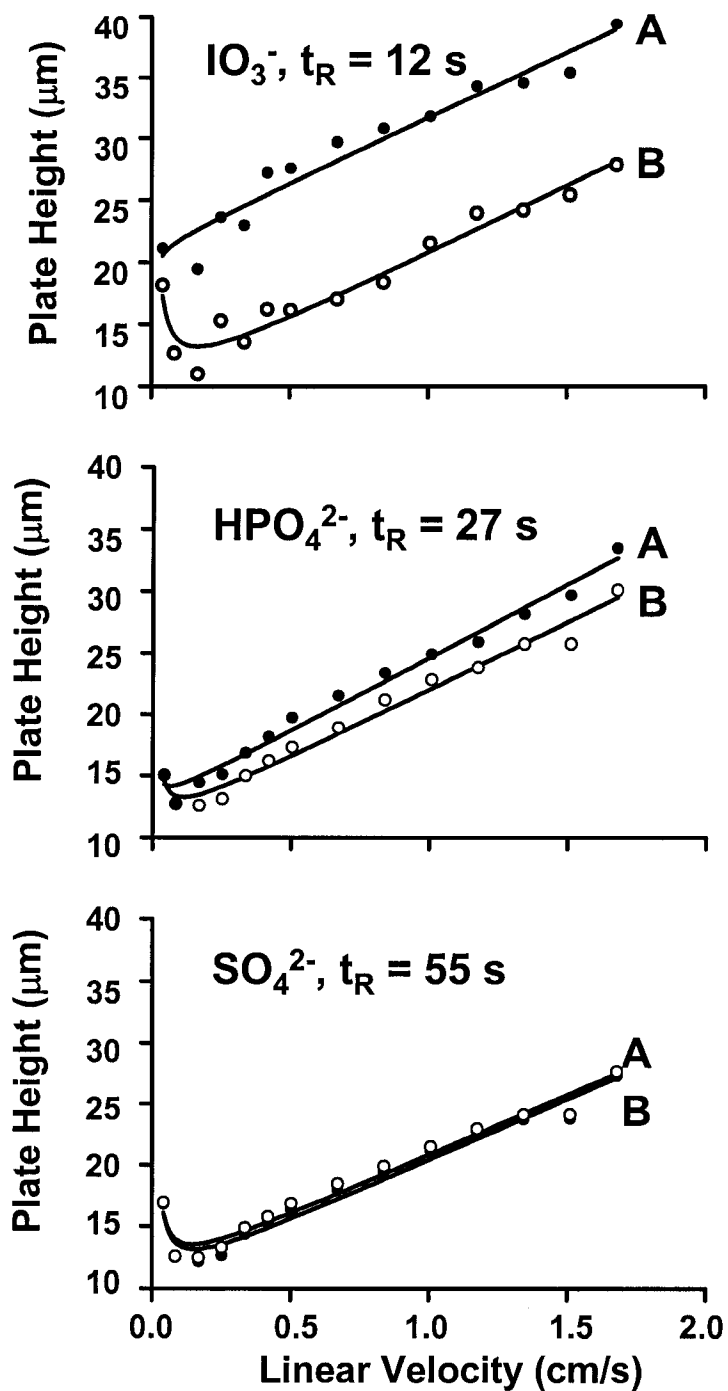 40
35
30
25
20
15
10
Plate Height (μm)
IO₃⁻, tR = 12 s
A
B
40
35
30
25
20
15
10
Plate Height (μm)
HPO₄²⁻, tR = 27 s
A
B
40
35
30
25
20
15
10
Plate Height (μm)
SO₄²⁻, tR = 55 s
A
B
0.0 0.5 1.0 1.5 2.0
Linear Velocity (cm/s)